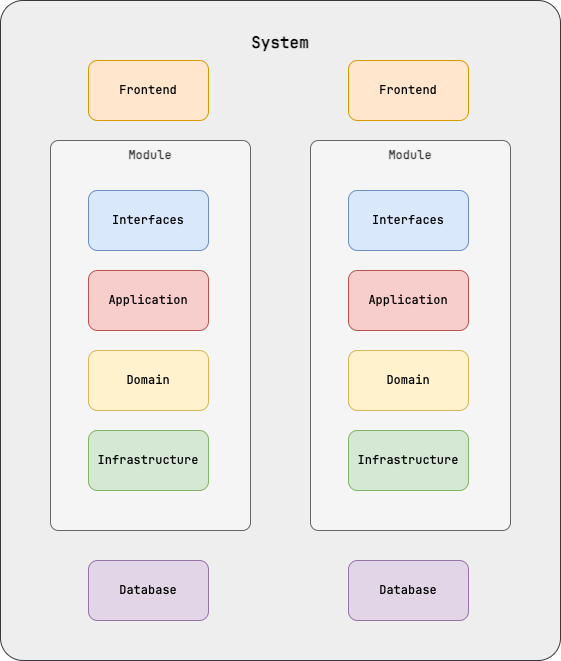 System
Frontend
Frontend
Module
Module
Interfaces
Interfaces
Application
Application
Domain
Domain
Infrastructure
Infrastructure
Database
Database